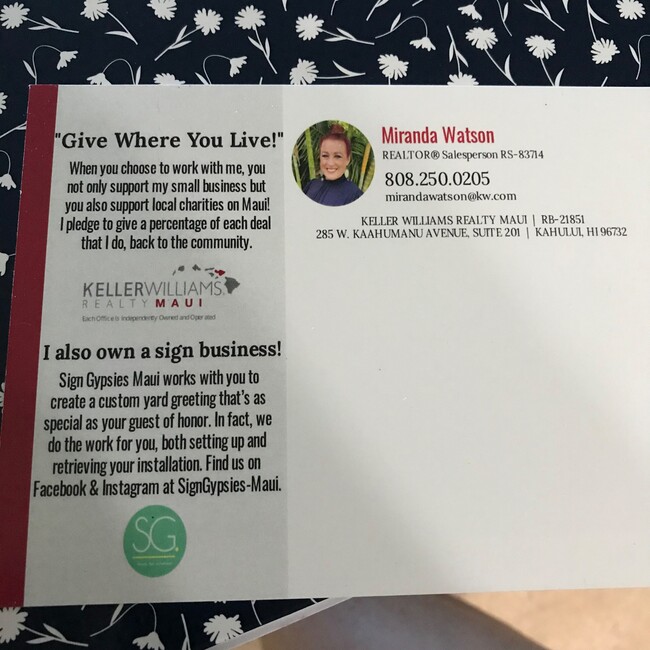 "Give Where You Live!"
When you choose to work with me, you
not only support my small business but
you also support local charities on Maui!
I pledge to give a percentage of each deal
that I do, back to the community.
KELLERWILLIAMS.
REALTY MAUI
Each Office is Independently Owned and Operated
I also own a sign business!
Sign Gypsies Maui works with you to
create a custom yard greeting that's as
special as your guest of honor. In fact, we
do the work for you, both setting up and
retrieving your installation. Find us on
Facebook & Instagram at SignGypsies-Maui.
SG.
Miranda Watson
REALTOR® Salesperson RS-83714
808.250.0205
mirandawatson@kw.com
KELLER WILLIAMS REALTY MAUI | RB-21851
285 W. KAAHUMANU AVENUE, SUITE 201 | KAHULUI, HI 96732